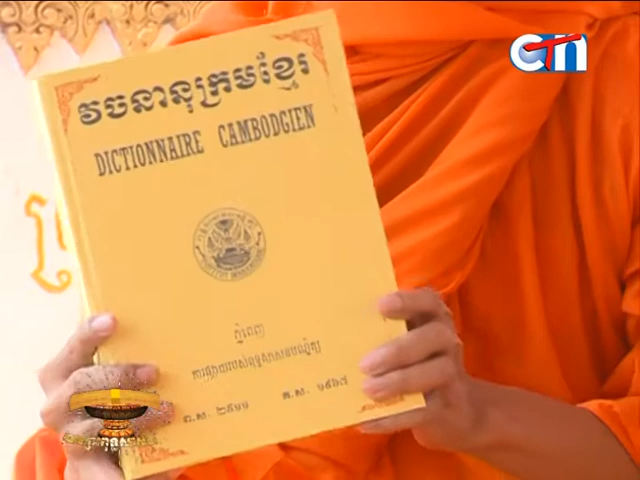 CTN
វចនានុក្រមខ្មែរ
DICTIONNAIRE CAMBODGIEN
ភ្នំពេញ
ការផ្សាយរបស់ពុទ្ធសាសនបណ្ឌិត្យ
ព.ស. ២៥១១ គ.ស. ១៩៦៧